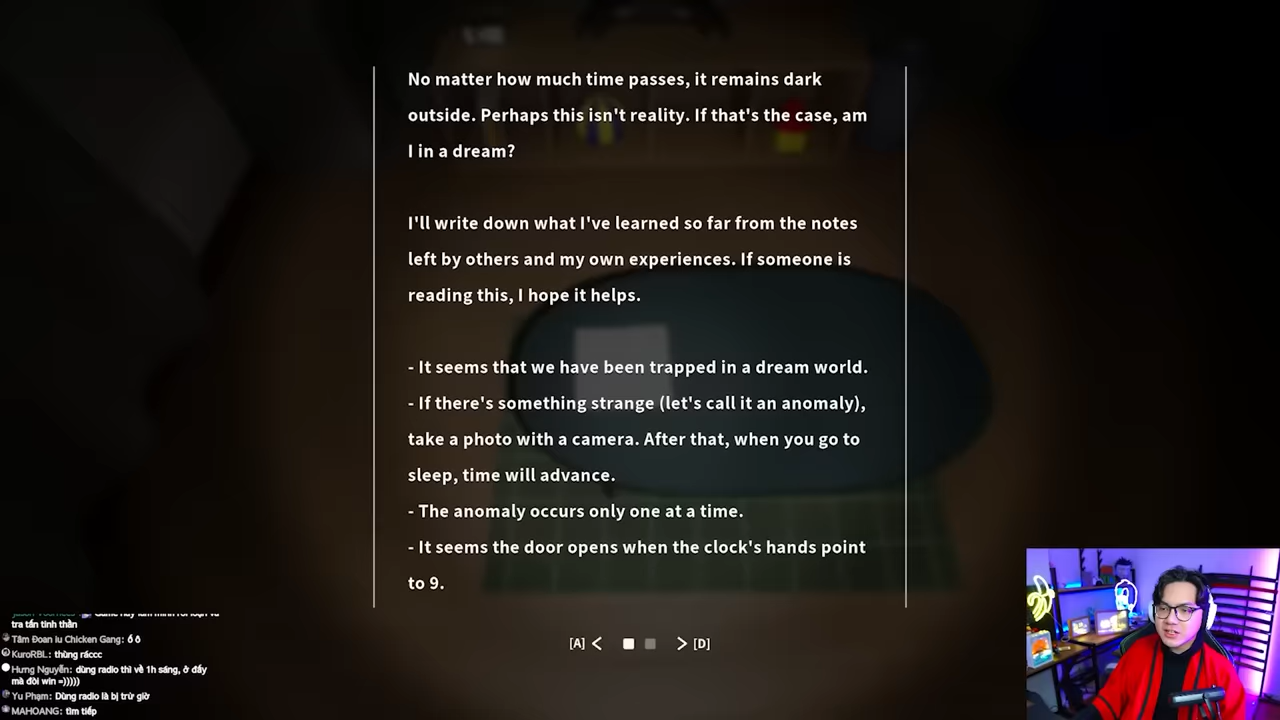 No matter how much time passes, it remains dark
outside. Perhaps this isn't reality. If that's the case, am
I in a dream?
I'll write down what I've learned so far from the notes
left by others and my own experiences. If someone is
reading this, I hope it helps.
- It seems that we have been trapped in a dream world.
- If there's something strange (let's call it an anomaly),
take a photo with a camera. After that, when you go to
sleep, time will advance.
- The anomaly occurs only one at a time.
- It seems the door opens when the clock's hands point
to 9.
[A] < > [D]
tra tấn tinh thần
Tâm Đoan iu Chicken Gang: ố ô
KuroRBL: thùng ráccc
Hưng Nguyễn: dùng radio thì về 1h sáng, ở đấy
mà đòi win =)))))
Yu Phạm: Dùng radio là bị trừ giờ
MAHOANG: tìm tiếp